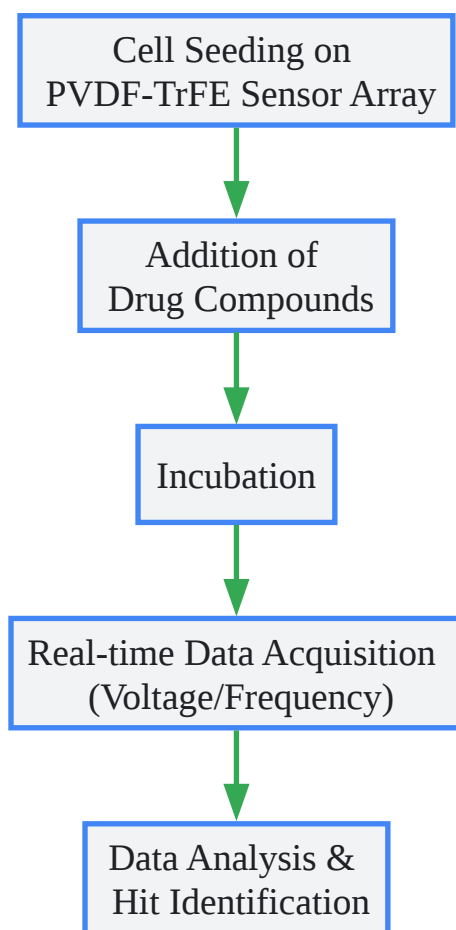 Cell Seeding on
PVDF-TrFE Sensor Array
Addition of
Drug Compounds
Incubation
Real-time Data Acquisition
(Voltage/Frequency)
Data Analysis &
Hit Identification